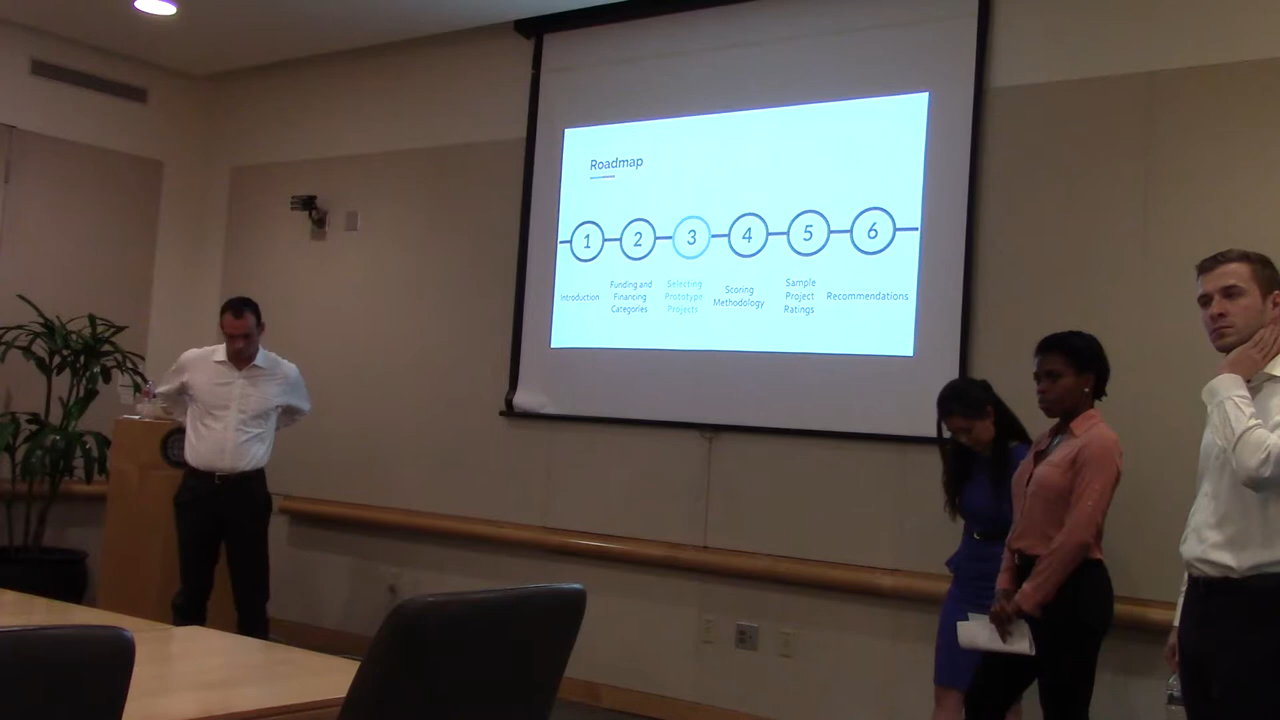 Roadmap
1 2 3 4 5 6
Introduction
Funding and
Financing
Categories
Selecting
Prototype
Projects
Scoring
Methodology
Sample
Project
Ratings
Recommendations